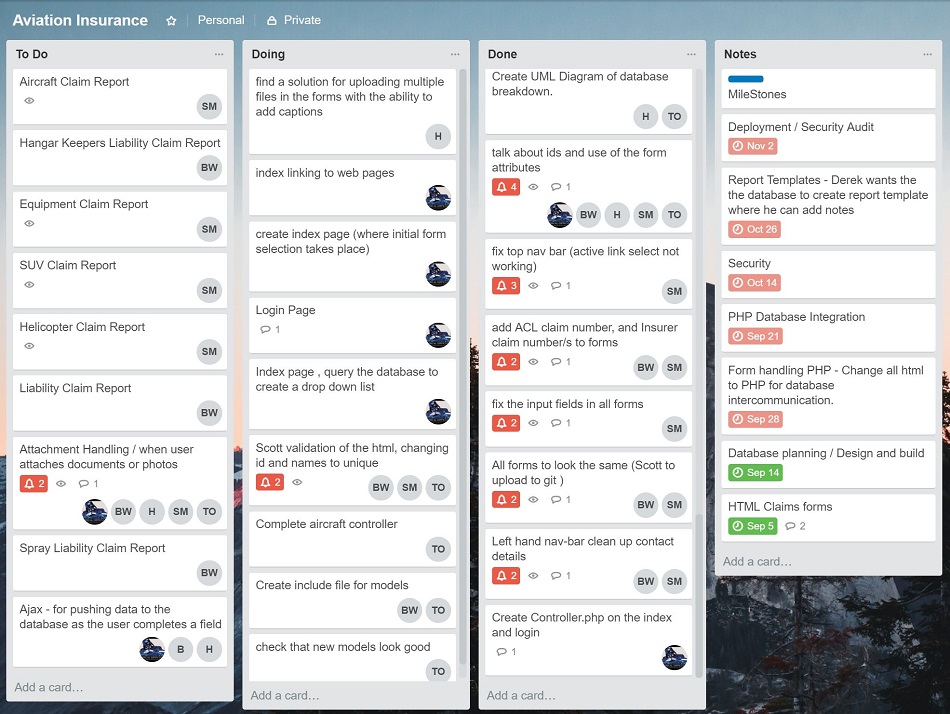 Aviation Insurance
Personal
Private
To Do
Aircraft Claim Report
SM
Hangar Keepers Liability Claim Report
BW
Equipment Claim Report
SM
SUV Claim Report
SM
Helicopter Claim Report
SM
Liability Claim Report
BW
Attachment Handling / when user
attaches documents or photos
2 1
BW H SM TO
Spray Liability Claim Report
BW
Ajax - for pushing data to the
database as the user completes a field
B H
Add a card…
Doing
find a solution for uploading multiple
files in the forms with the ability to
add captions
H
index linking to web pages
create index page (where initial form
selection takes place)
Login Page
1
Index page , query the database to
create a drop down list
Scott validation of the html, changing
id and names to unique
2
BW SM TO
Complete aircraft controller
TO
Create include file for models
BW TO
check that new models look good
TO
Add a card…
Done
Create UML Diagram of database
breakdown.
H TO
talk about ids and use of the form
attributes
4 1
BW H SM TO
fix top nav bar (active link select not
working)
3 1
SM
add ACL claim number, and Insurer
claim number/s to forms
2 1
BW SM
fix the input fields in all forms
2 1
SM
All forms to look the same (Scott to
upload to git )
2 1
BW SM
Left hand nav-bar clean up contact
details
2 1
BW SM
Create Controller.php on the index
and login
1
Add a card…
Notes
MileStones
Deployment / Security Audit
Nov 2
Report Templates - Derek wants the
the database to create report template
where he can add notes
Oct 26
Security
Oct 14
PHP Database Integration
Sep 21
Form handling PHP - Change all html
to PHP for database
intercommunication.
Sep 28
Database planning / Design and build
Sep 14
HTML Claims forms
Sep 5 2
Add a card…